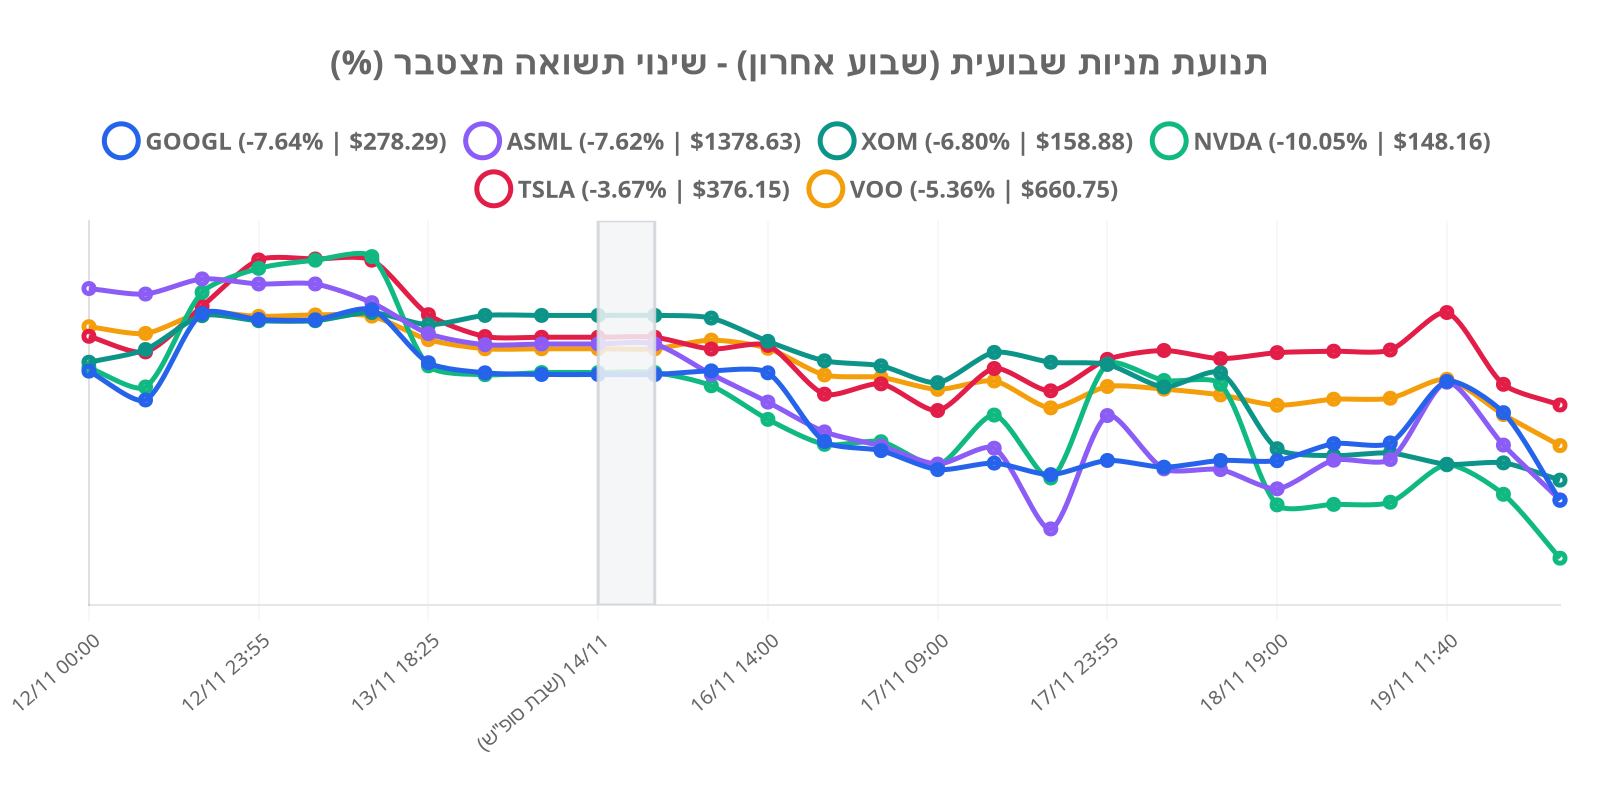 תנועת מניות שבועית (שבוע אחרון) - שינוי תשואה מצטבר (%)
GOOGL (-7.64% | $278.29) ASML (-7.62% | $1378.63) XOM (-6.80% | $158.88) NVDA (-10.05% | $148.16)
TSLA (-3.67% | $376.15) VOO (-5.36% | $660.75)
12/11 00:00
12/11 23:55
13/11 18:25
14/11 (שבת סופ"ש)
16/11 14:00
17/11 09:00
17/11 23:55
18/11 19:00
19/11 11:40